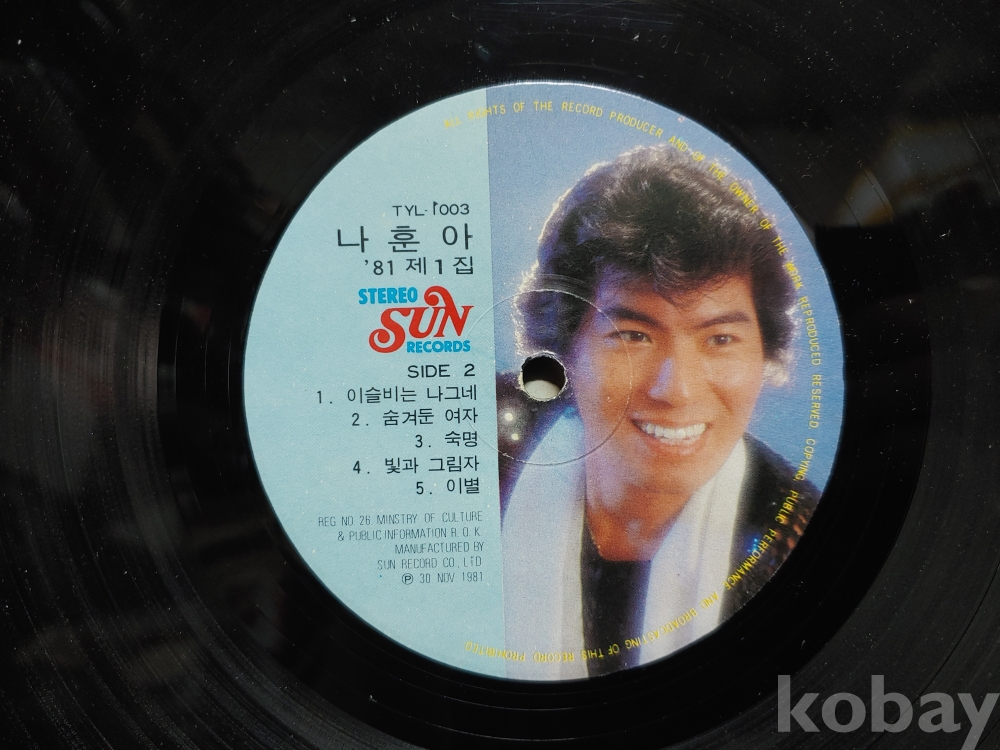 TYL-1003
나 훈 아
'81 제 1 집
STEREO
SUN
RECORDS
SIDE 2
1. 이슬비는 나그네
2. 숨겨둔 여자
3. 숙명
4. 빛과 그림자
5. 이별
REG NO 26. MINSTRY OF CULTURE
& PUBLIC INFORMATION R. O. K.
MANUFACTURED BY
SUN RECORD CO., LTD
Ⓟ 30 NOV 1981
ALL RIGHTS OF THE RECORD PRODUCER AND OR THE OWNER OF THE WORK REPRODUCED RESERVED. COPYING PUBLIC PERFORMANCE AND BROADCASTING OF THIS RECORD PROHIBITED
kobay